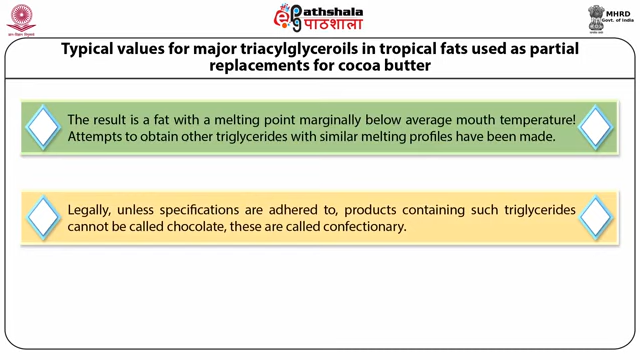 ePathshala
पाठशाला
MHRD
Govt. of India
Typical values for major triacylglyceroils in tropical fats used as partial
replacements for cocoa butter
The result is a fat with a melting point marginally below average mouth temperature!
Attempts to obtain other triglycerides with similar melting profiles have been made.
Legally, unless specifications are adhered to, products containing such triglycerides
cannot be called chocolate, these are called confectionary.